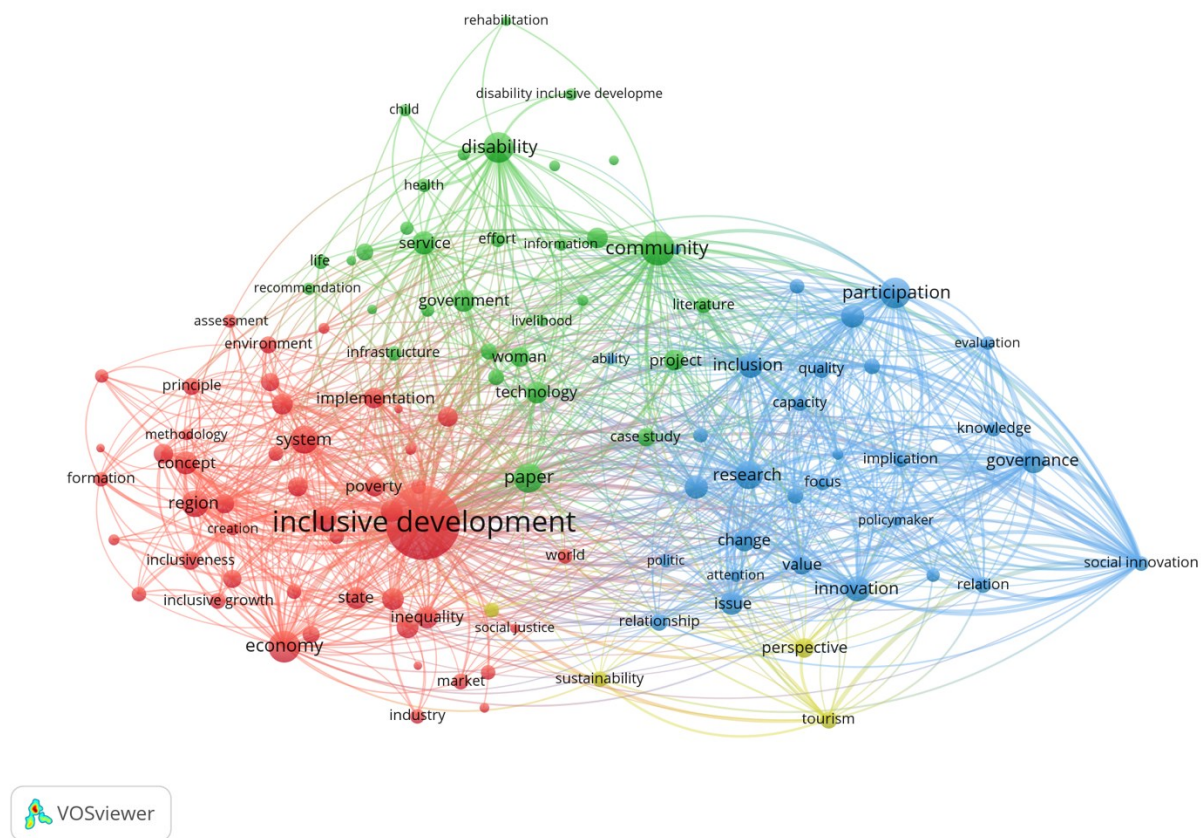 rehabilitation
disability inclusive developme
child
disability
health
service
effort
information
community
life
recommendation
government
participation
assessment
livelihood
literature
environment
infrastructure
woman
ability
project
inclusion
quality
evaluation
principle
implementation
technology
capacity
methodology
system
case study
knowledge
concept
formation
poverty
paper
research
implication
governance
focus
region
creation
inclusive development
policymaker
change
inclusiveness
world
politic
value
social innovation
attention
inclusive growth
state
issue
innovation
relation
inequality
social justice
relationship
economy
perspective
market
sustainability
industry
tourism
VOSviewer